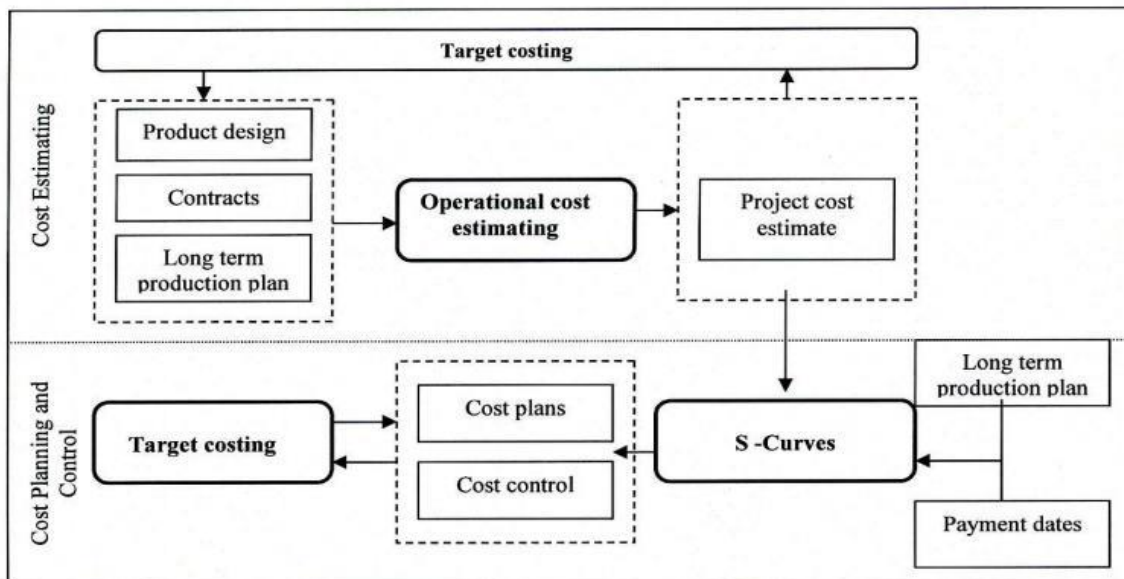 Target costing
Cost Estimating
Product design
Contracts
Long term
production plan
Operational cost
estimating
Project cost
estimate
Cost Planning and
Control
Target costing
Cost plans
Cost control
S -Curves
Long term
production plan
Payment dates